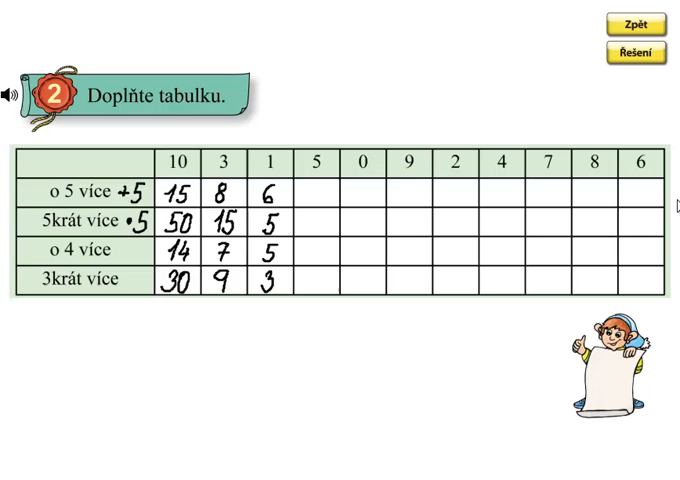 Zpět
Řešení
2 Doplňte tabulku.
10 3 1 5 0 9 2 4 7 8 6
o 5 více +5 15 8 6
5krát více •5 50 15 5
o 4 více 14 7 5
3krát více 30 9 3